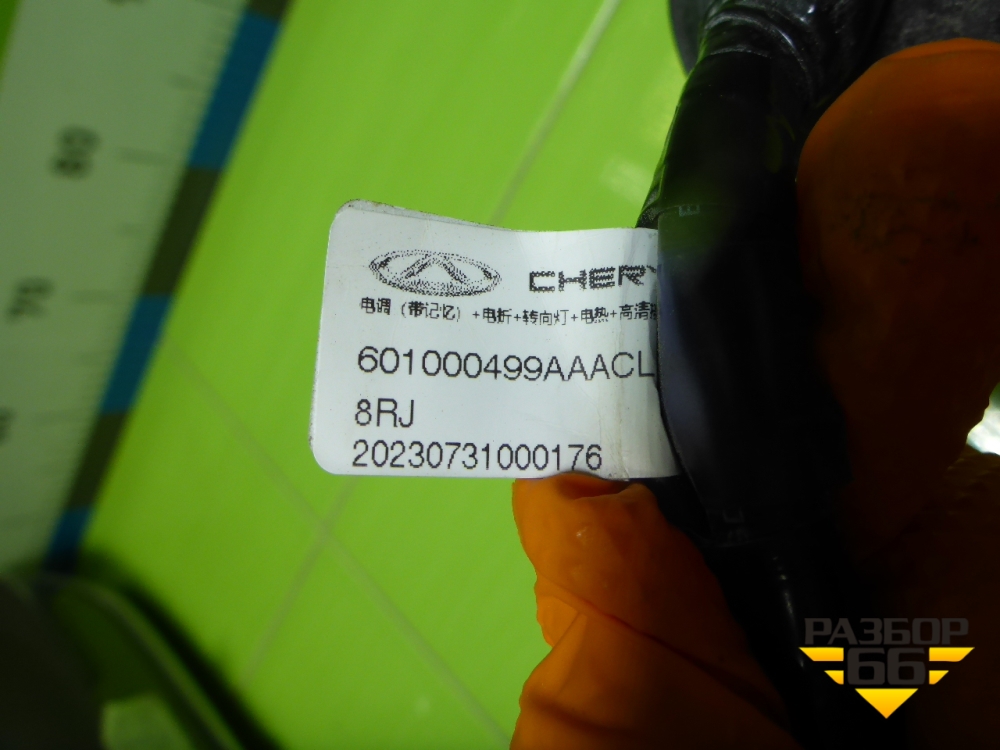 CHERY
电调（带记忆）+电折+转向灯+电热+高清
601000499AAACL
8RJ
20230731000176
РАЗБОР
66